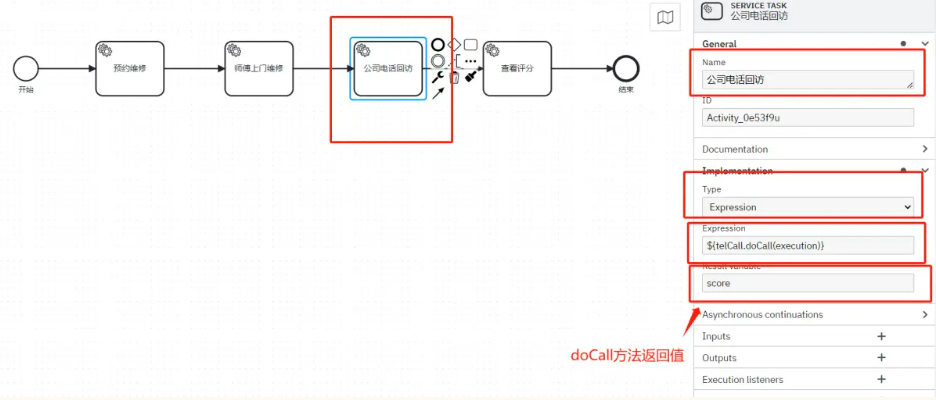 SERVICE TASK
公司电话回访
General
Name
公司电话回访
ID
Activity_0e53f9u
Documentation
Implementation
Type
Expression
Expression
${telCall.doCall(execution)}
Result variable
score
Asynchronous continuations
Inputs
Outputs
Execution listeners
开始
预约维修
师傅上门维修
公司电话回访
查看评分
结束
doCall方法返回值